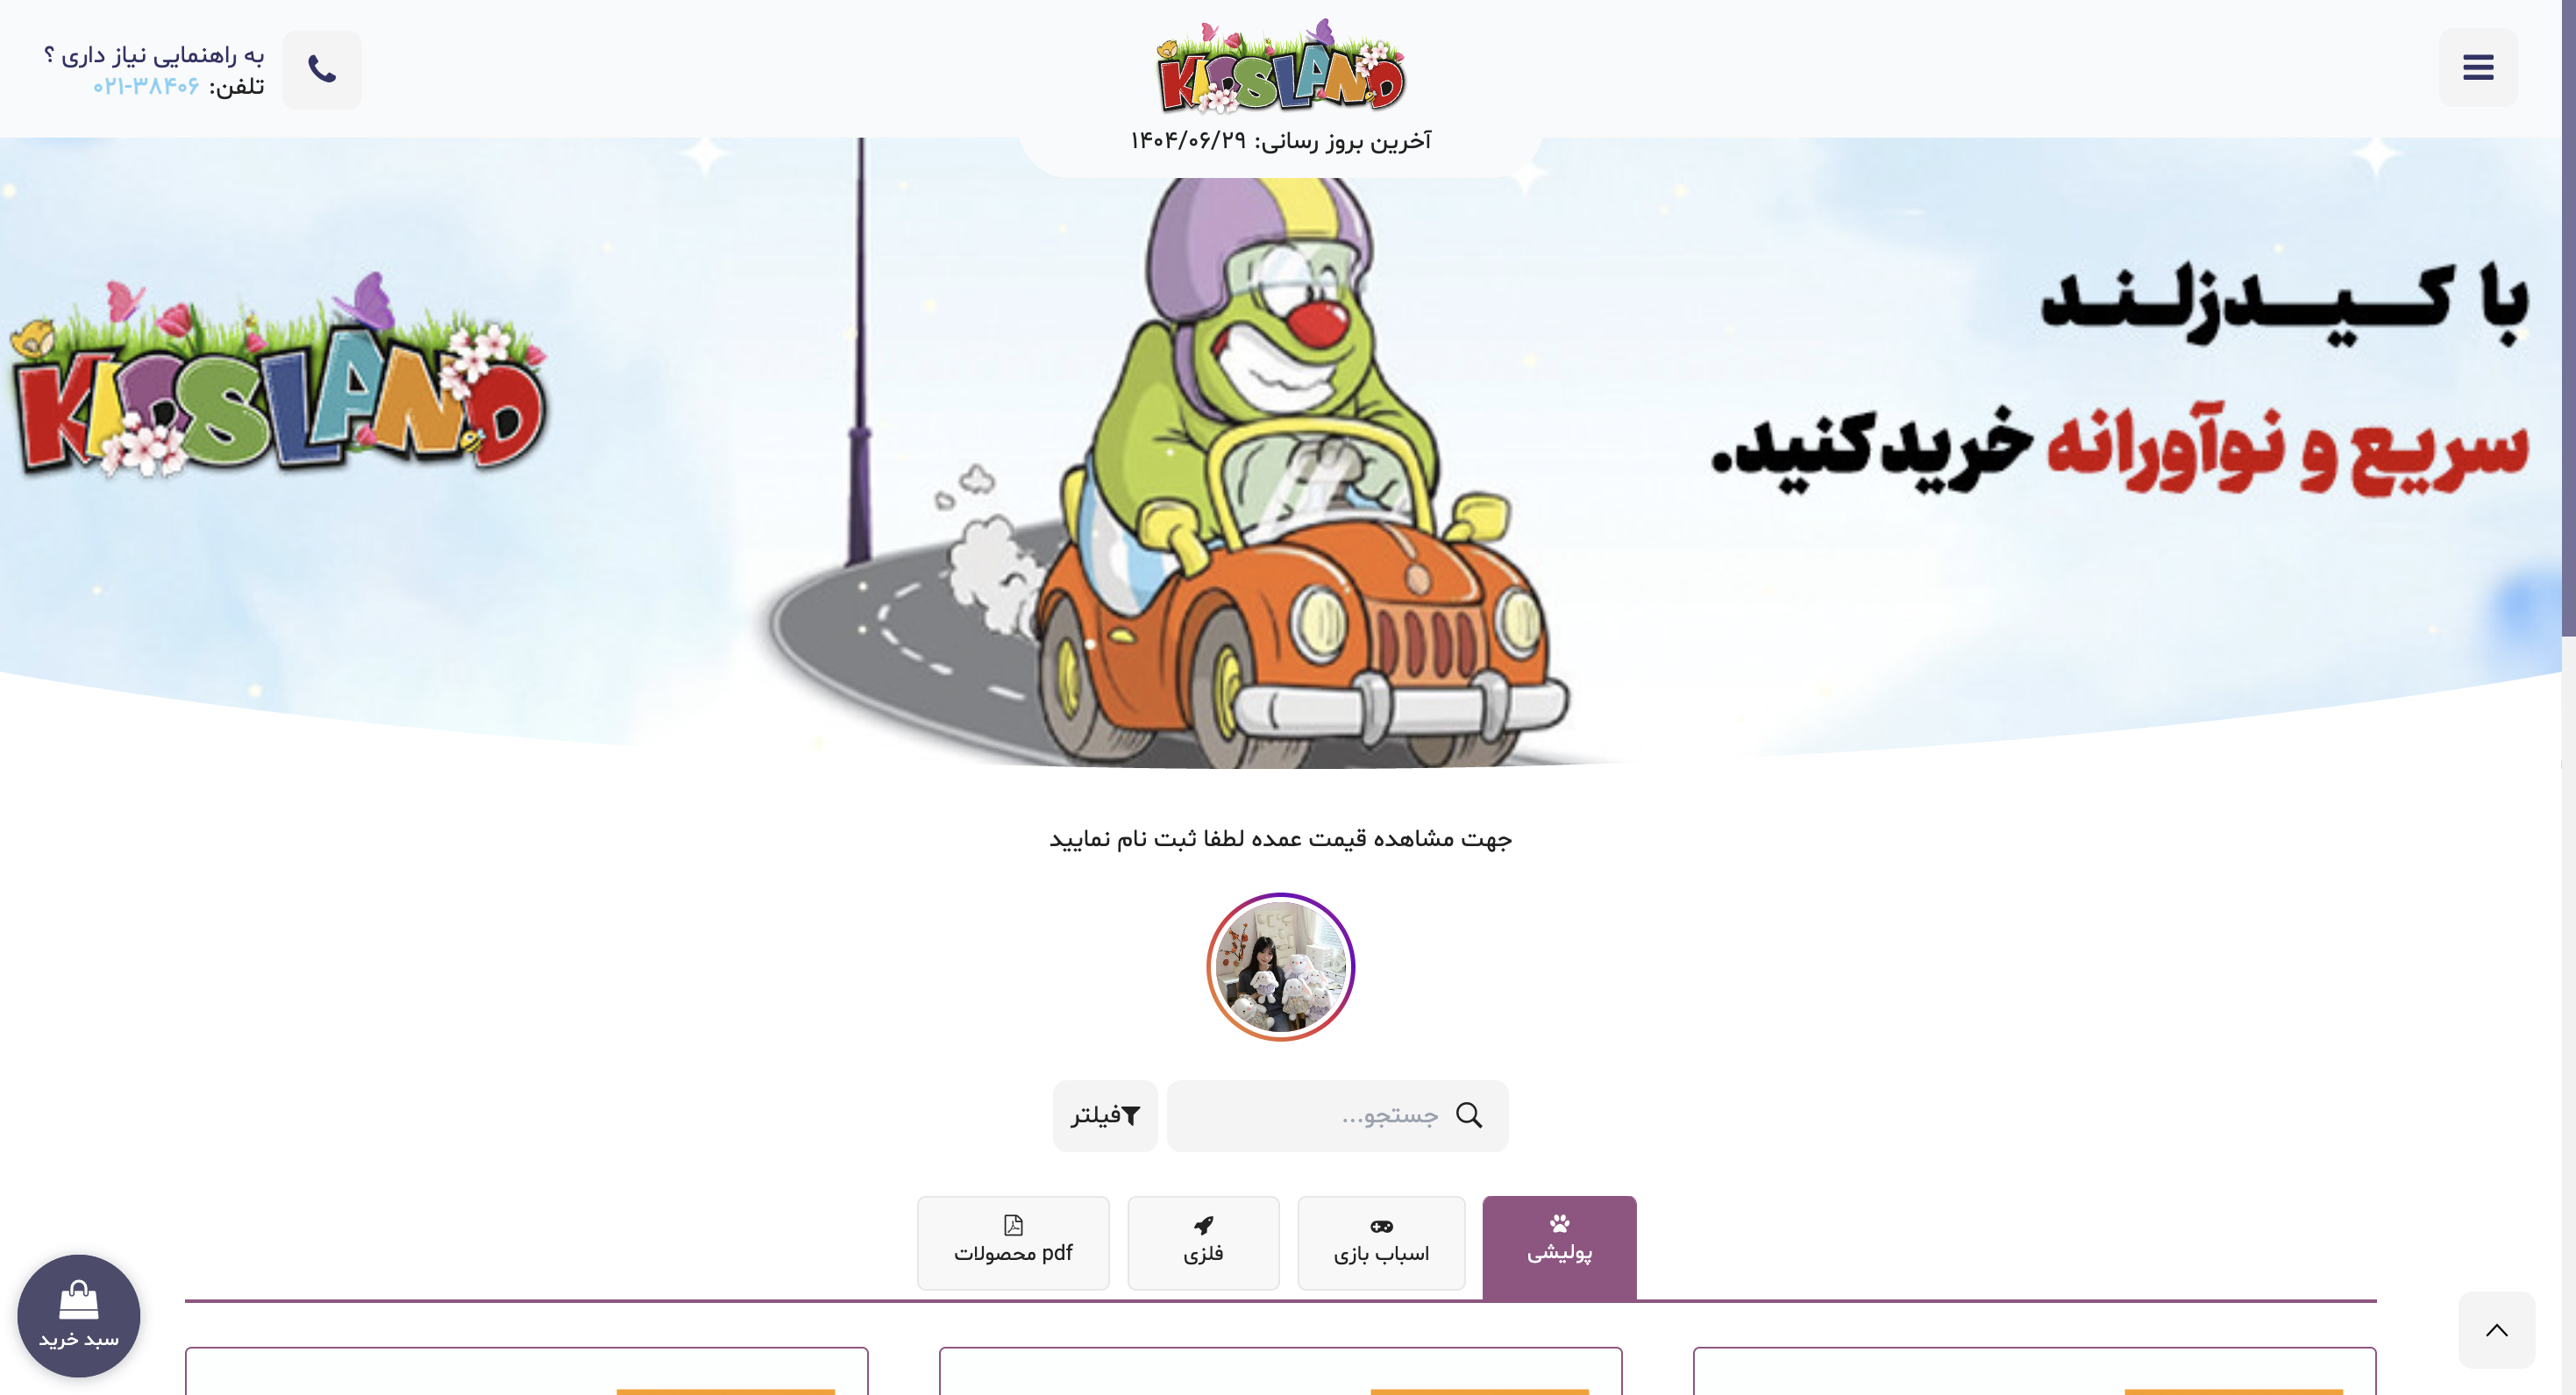 به راهنمایی نیاز داری ؟
تلفن: ۰۲۱-۳۸۴۰۶
KIDSLAND
آخرین بروز رسانی: ۱۴۰۴/۰۶/۲۹
با کیدزلند
سریع و نوآورانه خرید کنید.
KIDSLAND
جهت مشاهده قیمت عمده لطفا ثبت نام نمایید
جستجو...
فیلتر
پولیشی
اسباب بازی
فلزی
pdf محصولات
سبد خرید